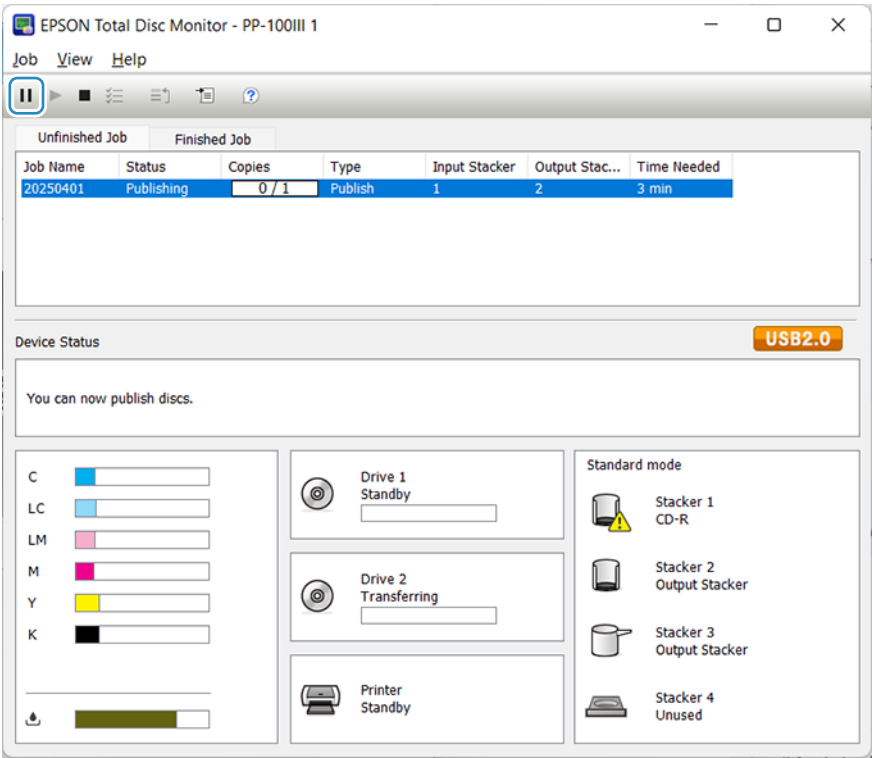 EPSON Total Disc Monitor - PP-100III 1
Job View Help
Unfinished Job Finished Job
Job Name Status Copies Type Input Stacker Output Stac... Time Needed
20250401 Publishing 0 / 1 Publish 1 2 3 min
Device Status
USB2.0
You can now publish discs.
C
LC
LM
M
Y
K
Drive 1
Standby
Drive 2
Transferring
Printer
Standby
Standard mode
Stacker 1
CD-R
Stacker 2
Output Stacker
Stacker 3
Output Stacker
Stacker 4
Unused